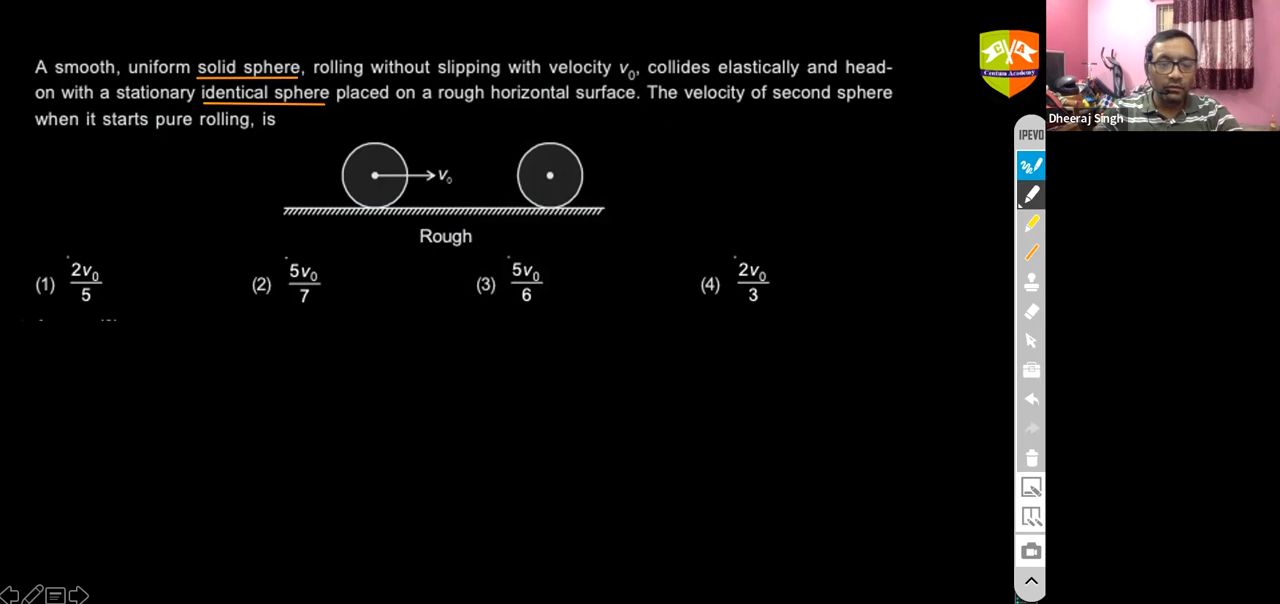 A smooth, uniform solid sphere, rolling without slipping with velocity v₀, collides elastically and head-
on with a stationary identical sphere placed on a rough horizontal surface. The velocity of second sphere
when it starts pure rolling, is
v₀
Rough
(1) 2v₀/5 (2) 5v₀/7 (3) 5v₀/6 (4) 2v₀/3
C A
Centum Academy
Dheeraj Singh
IPEVO